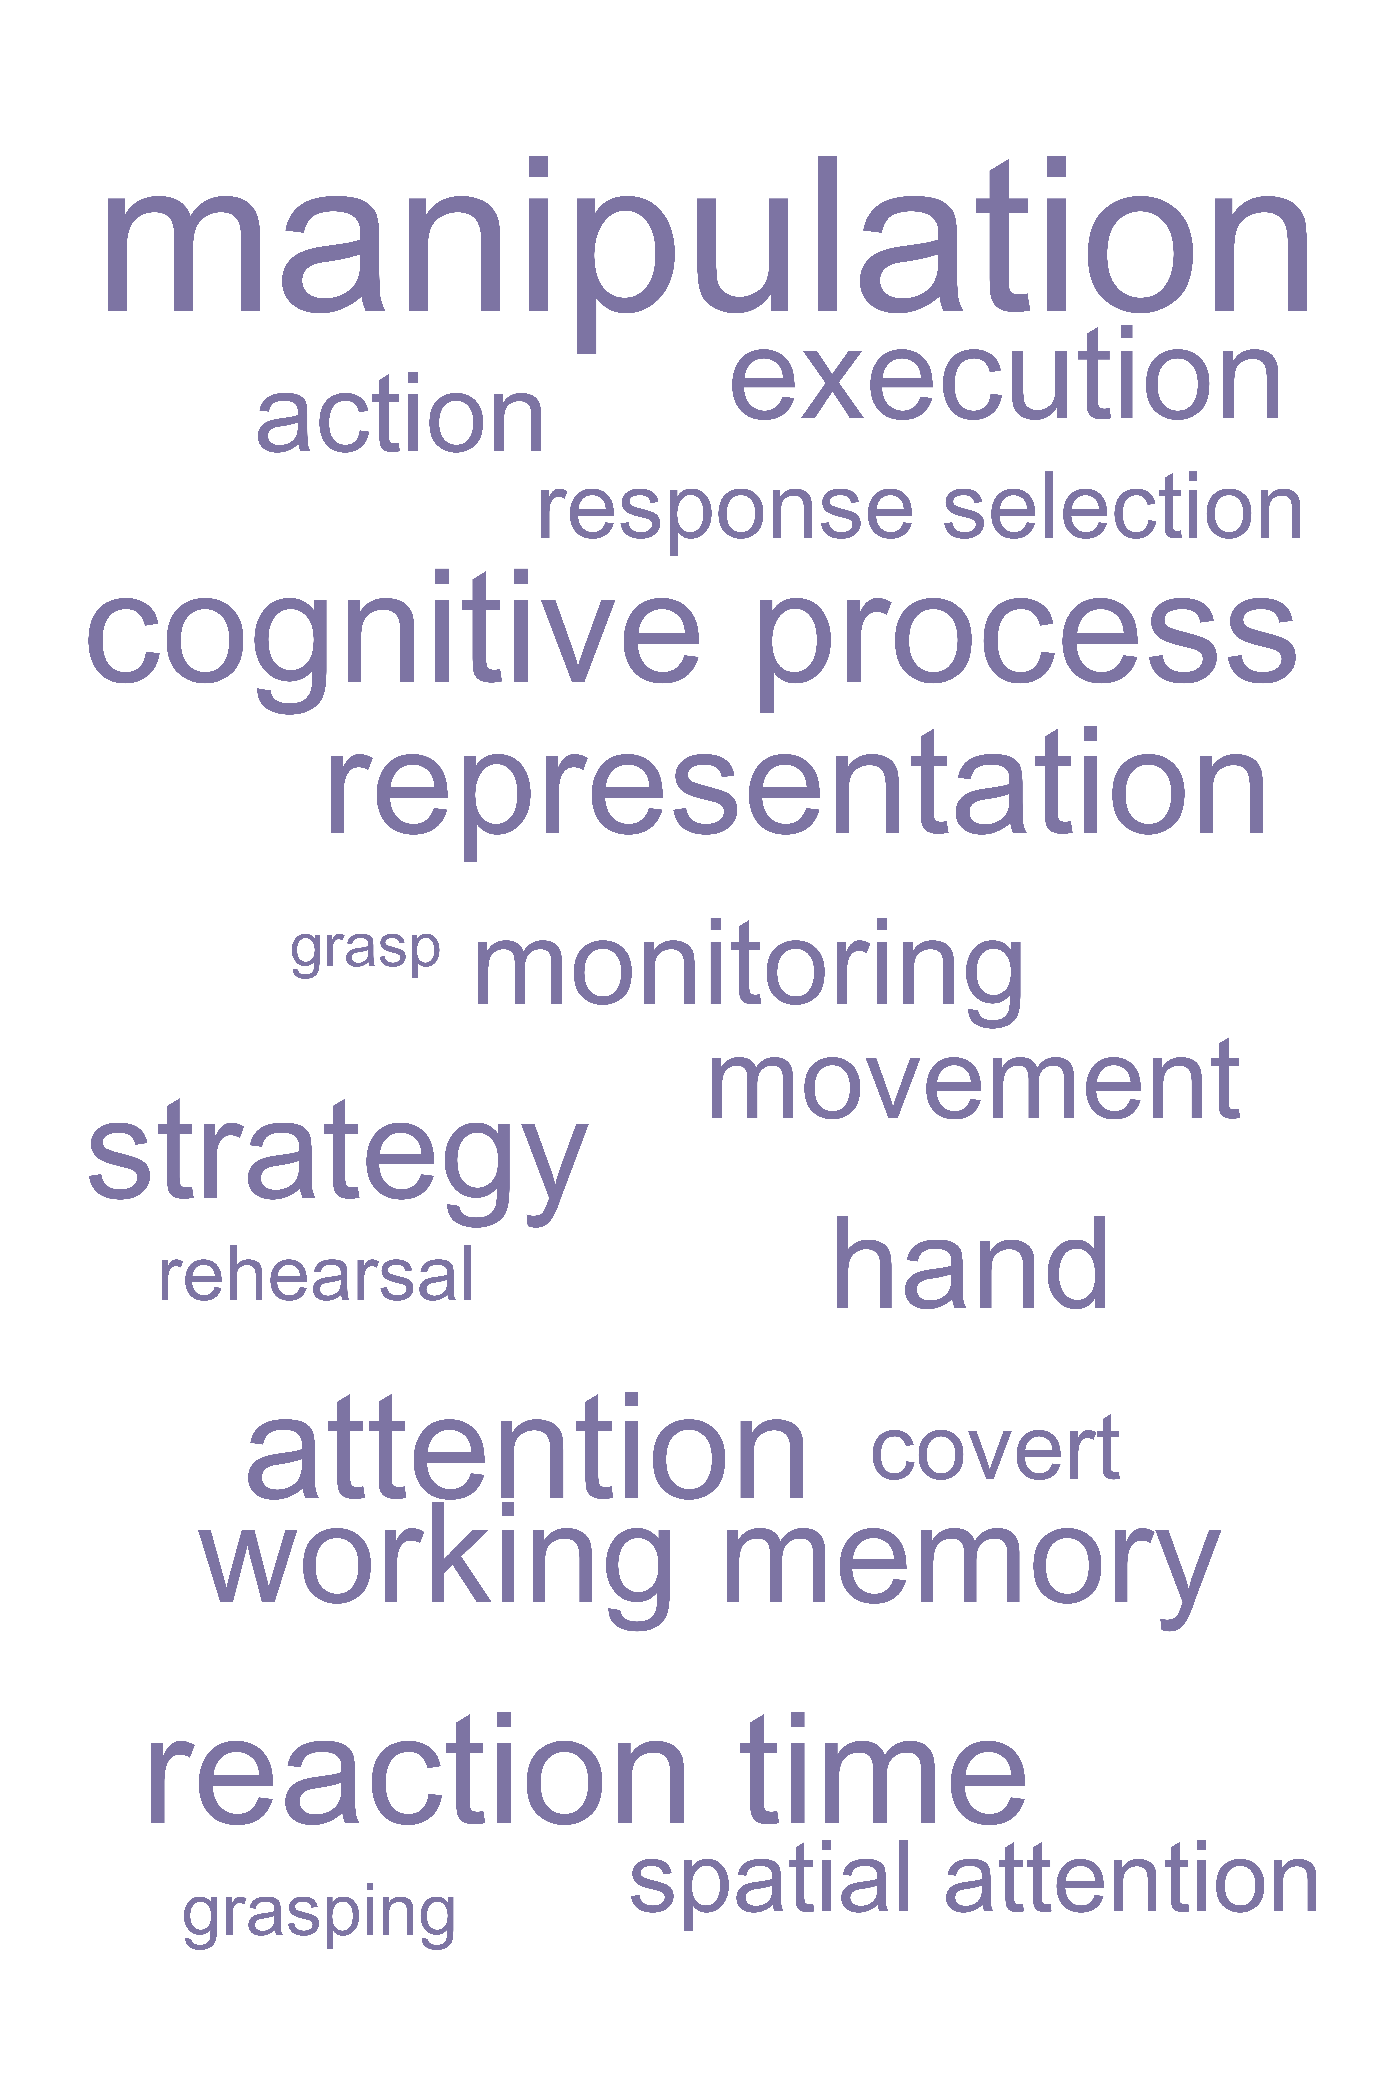 manipulation
action execution
response selection
cognitive process
representation
grasp monitoring
movement
strategy
hand
rehearsal
attention covert
working memory
reaction time
spatial attention
grasping